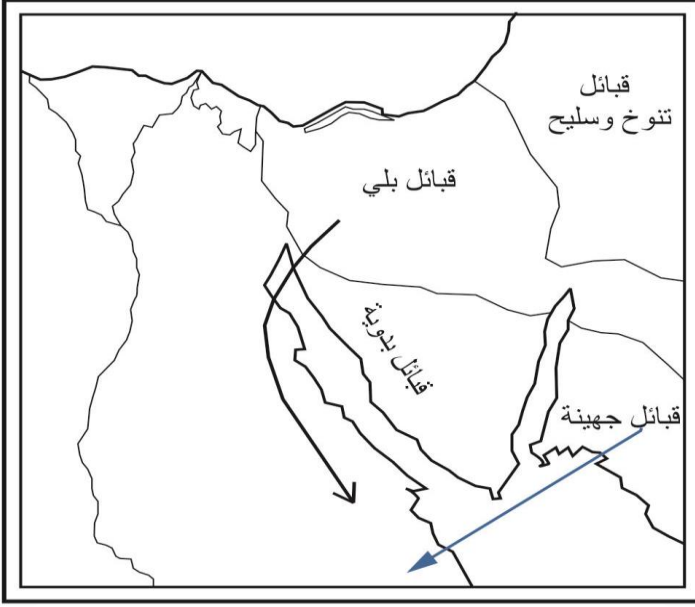 قبائل
تنوخ وسليح
قبائل بلي
قبائل بدوية
قبائل جهينة